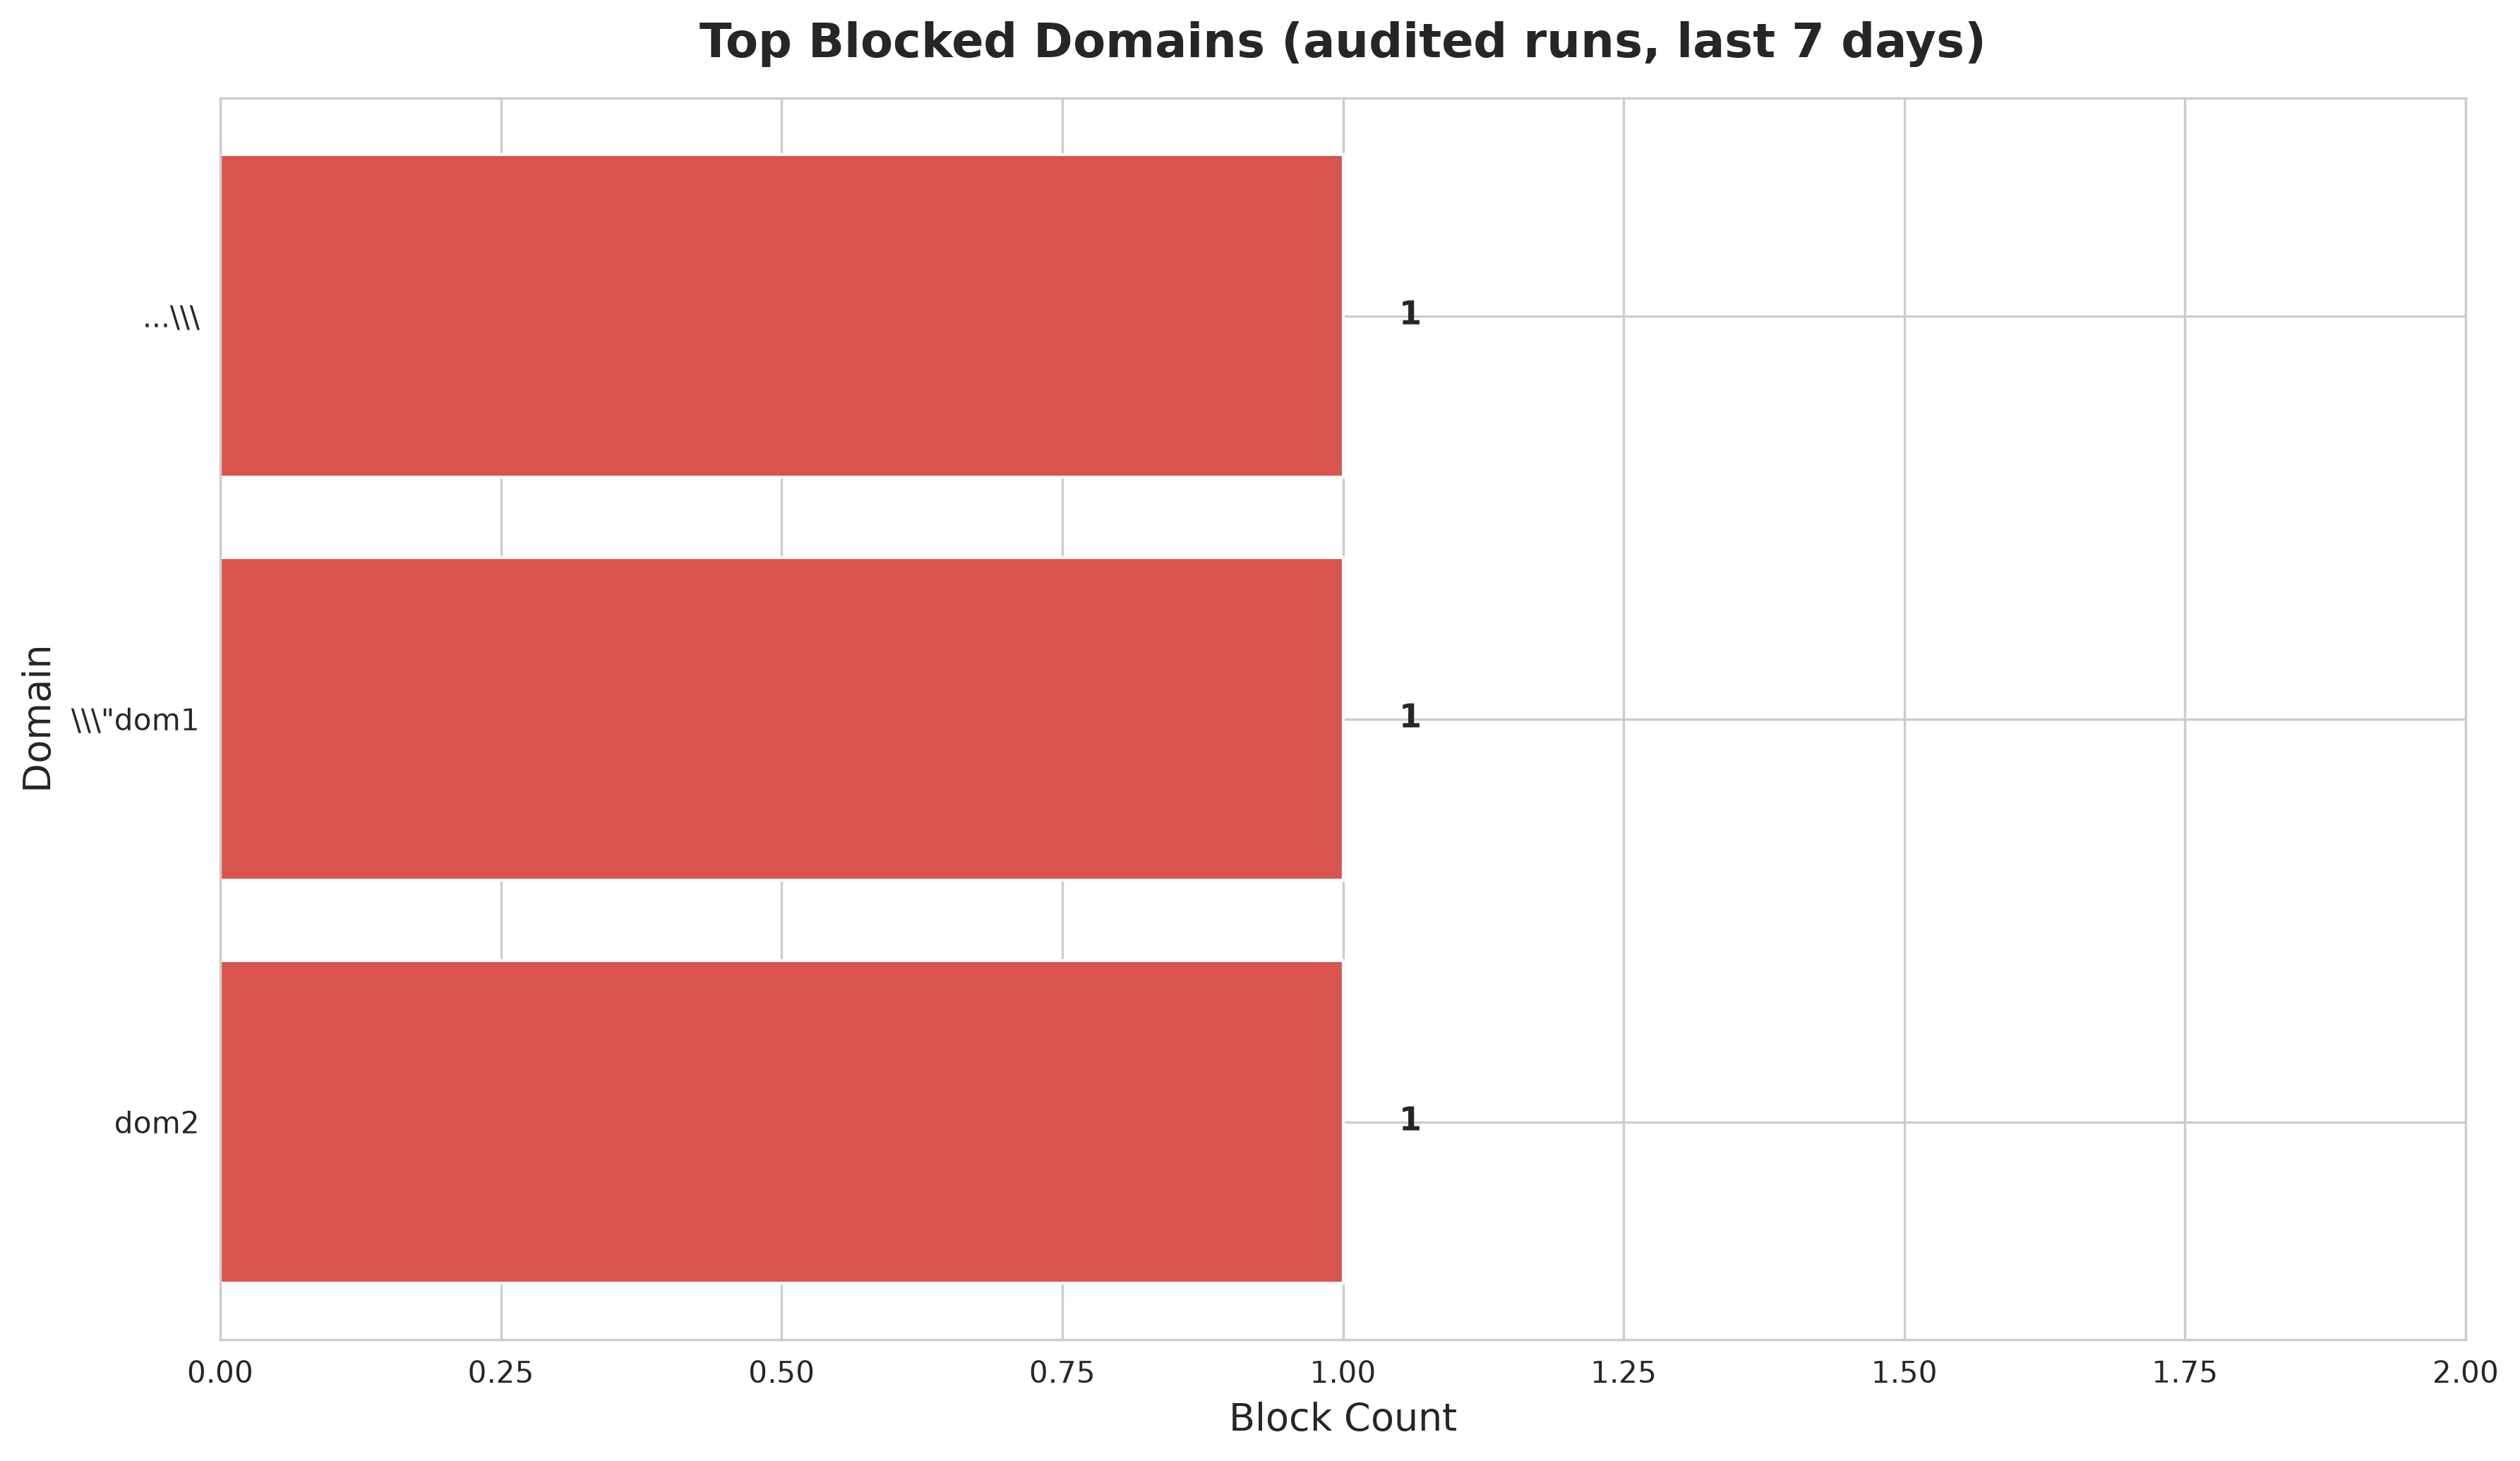 Top Blocked Domains (audited runs, last 7 days)
Domain
...\\\
1
\\\"dom1
1
dom2
1
0.00 0.25 0.50 0.75 1.00 1.25 1.50 1.75 2.00
Block Count